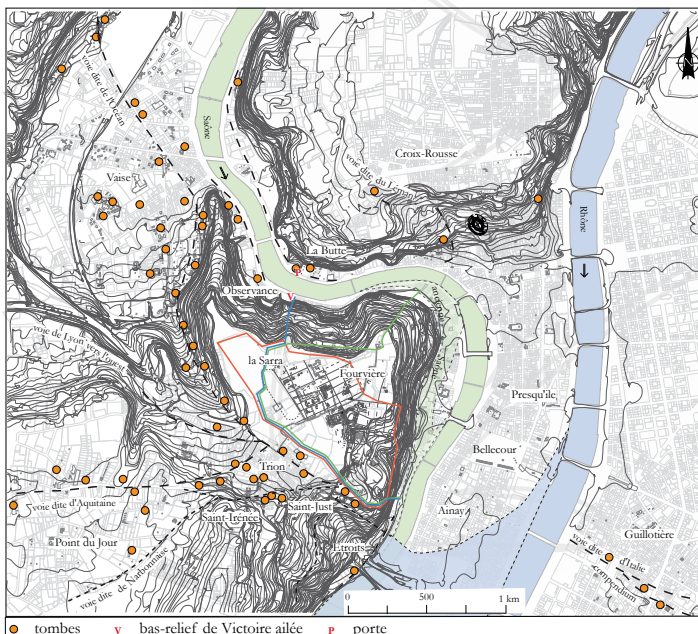 voie dite de l'Océan
Saône
Croix-Rousse
voie dite du Léman
Vaise
Rhône
La Butte
P
Observance
V
voie de Lyon vers l'ouest
la Sarra
Fourvière
Presqu'île
Bellecour
Trion
voie dite d'Aquitaine
Saint-Just
Saint-Irénée
Ainay
Point du Jour
Guillotière
Etroits
voie dite de Narbonnaise
voie dite d'Italie
compendium
0 500 1 km
tombes V bas-relief de Victoire ailée P porte